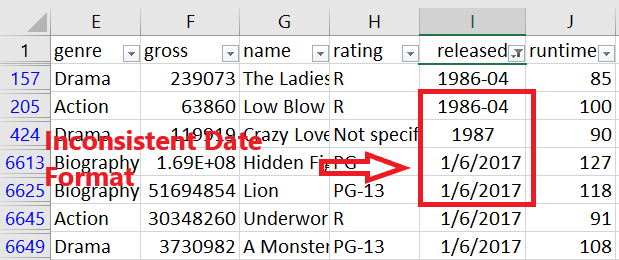 E F G H I J
1 genre gross name rating released runtime
157 Drama 239073 The Ladies R 1986-04 85
205 Action 63860 Low Blow R 1986-04 100
424 Drama 119919 Crazy Love Not specif 1987 90
Inconsistent Date
6613 Biography 1.69E+08 Hidden Fi PG 1/6/2017 127
Format
6625 Biography 51694854 Lion PG-13 1/6/2017 118
6645 Action 30348260 Underwor R 1/6/2017 91
6649 Drama 3730982 A Monster PG-13 1/6/2017 108